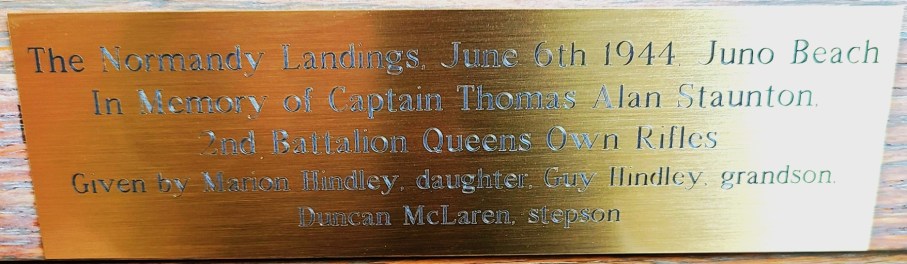 The Normandy Landings, June 6th 1944, Juno Beach
In Memory of Captain Thomas Alan Staunton,
2nd Battalion Queens Own Rifles
Given by Marion Hindley, daughter, Guy Hindley, grandson,
Duncan McLaren, stepson